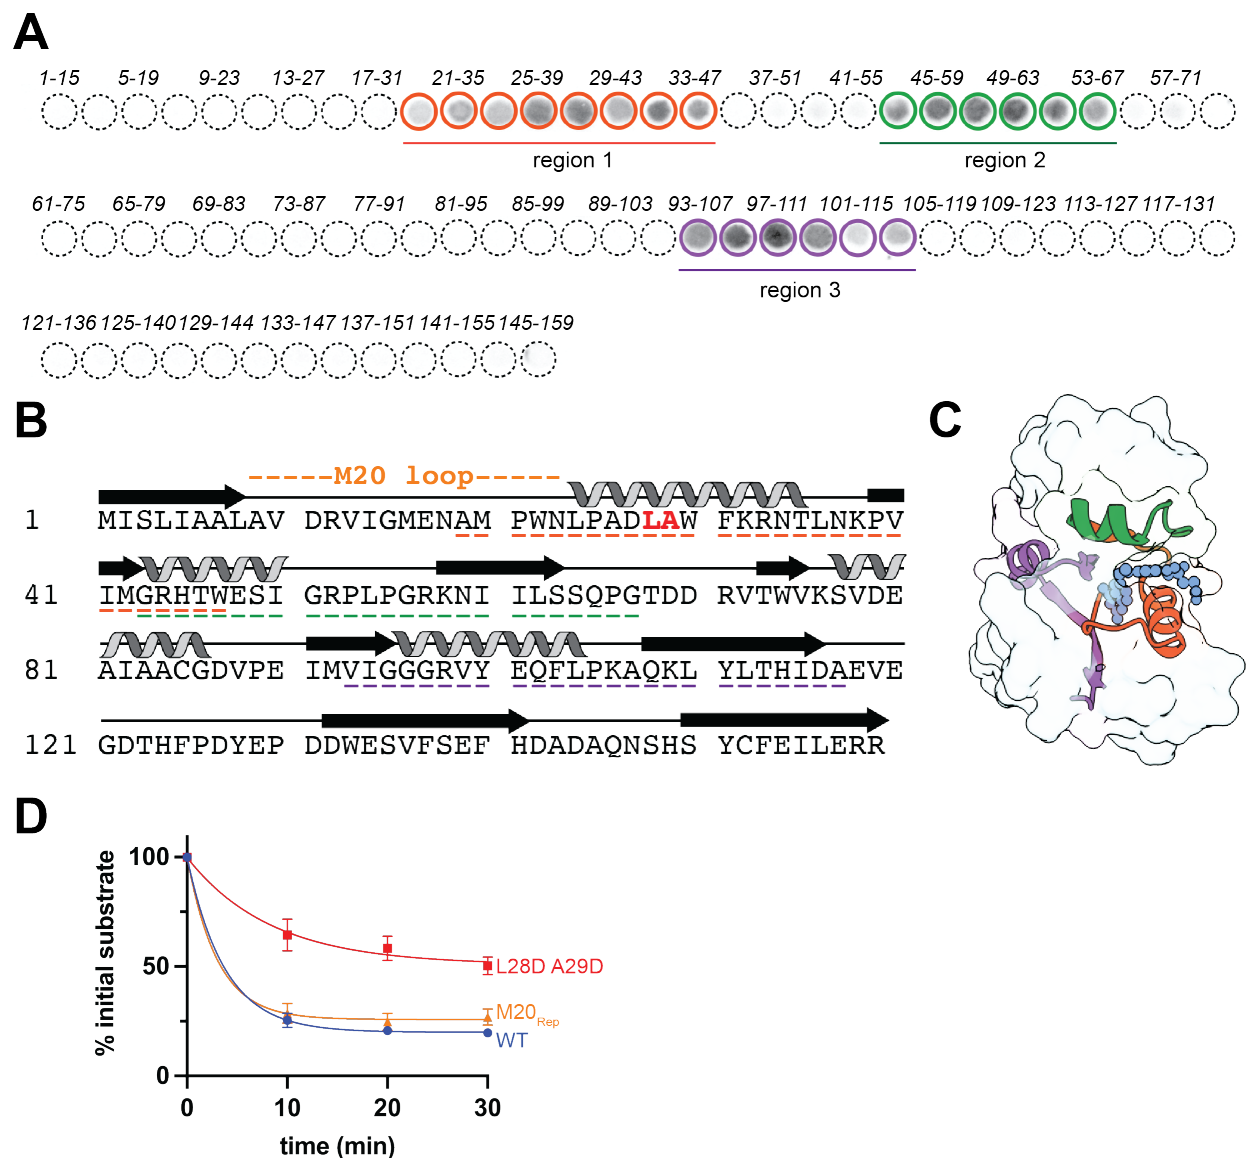 A
1-15 5-19 9-23 13-27 17-31 21-35 25-39 29-43 33-47 37-51 41-55 45-59 49-63 53-67 57-71
region 1 region 2
61-75 65-79 69-83 73-87 77-91 81-95 85-99 89-103 93-107 97-111 101-115 105-119 109-123 113-127 117-131
region 3
121-136 125-140 129-144 133-147 137-151 141-155 145-159
B
M20 loop
1 MISLIAALAV DRVIGMENAM PWNLPADLAW FKRNTLNKPV
41 IMGRHTWESI GRPLPGRKNI ILSSQPGTDD RVTWVKSVDE
81 AIAACGDVPE IMVIGGGRVY EQFLPKAQKL YLTHIDAEVE
121 GDTHFPDYEP DDWESVFSEF HDADAQNSHS YCFEILERR
C
D
% initial substrate
100
50
0
L28D A29D
M20Rep
WT
0 10 20 30
time (min)